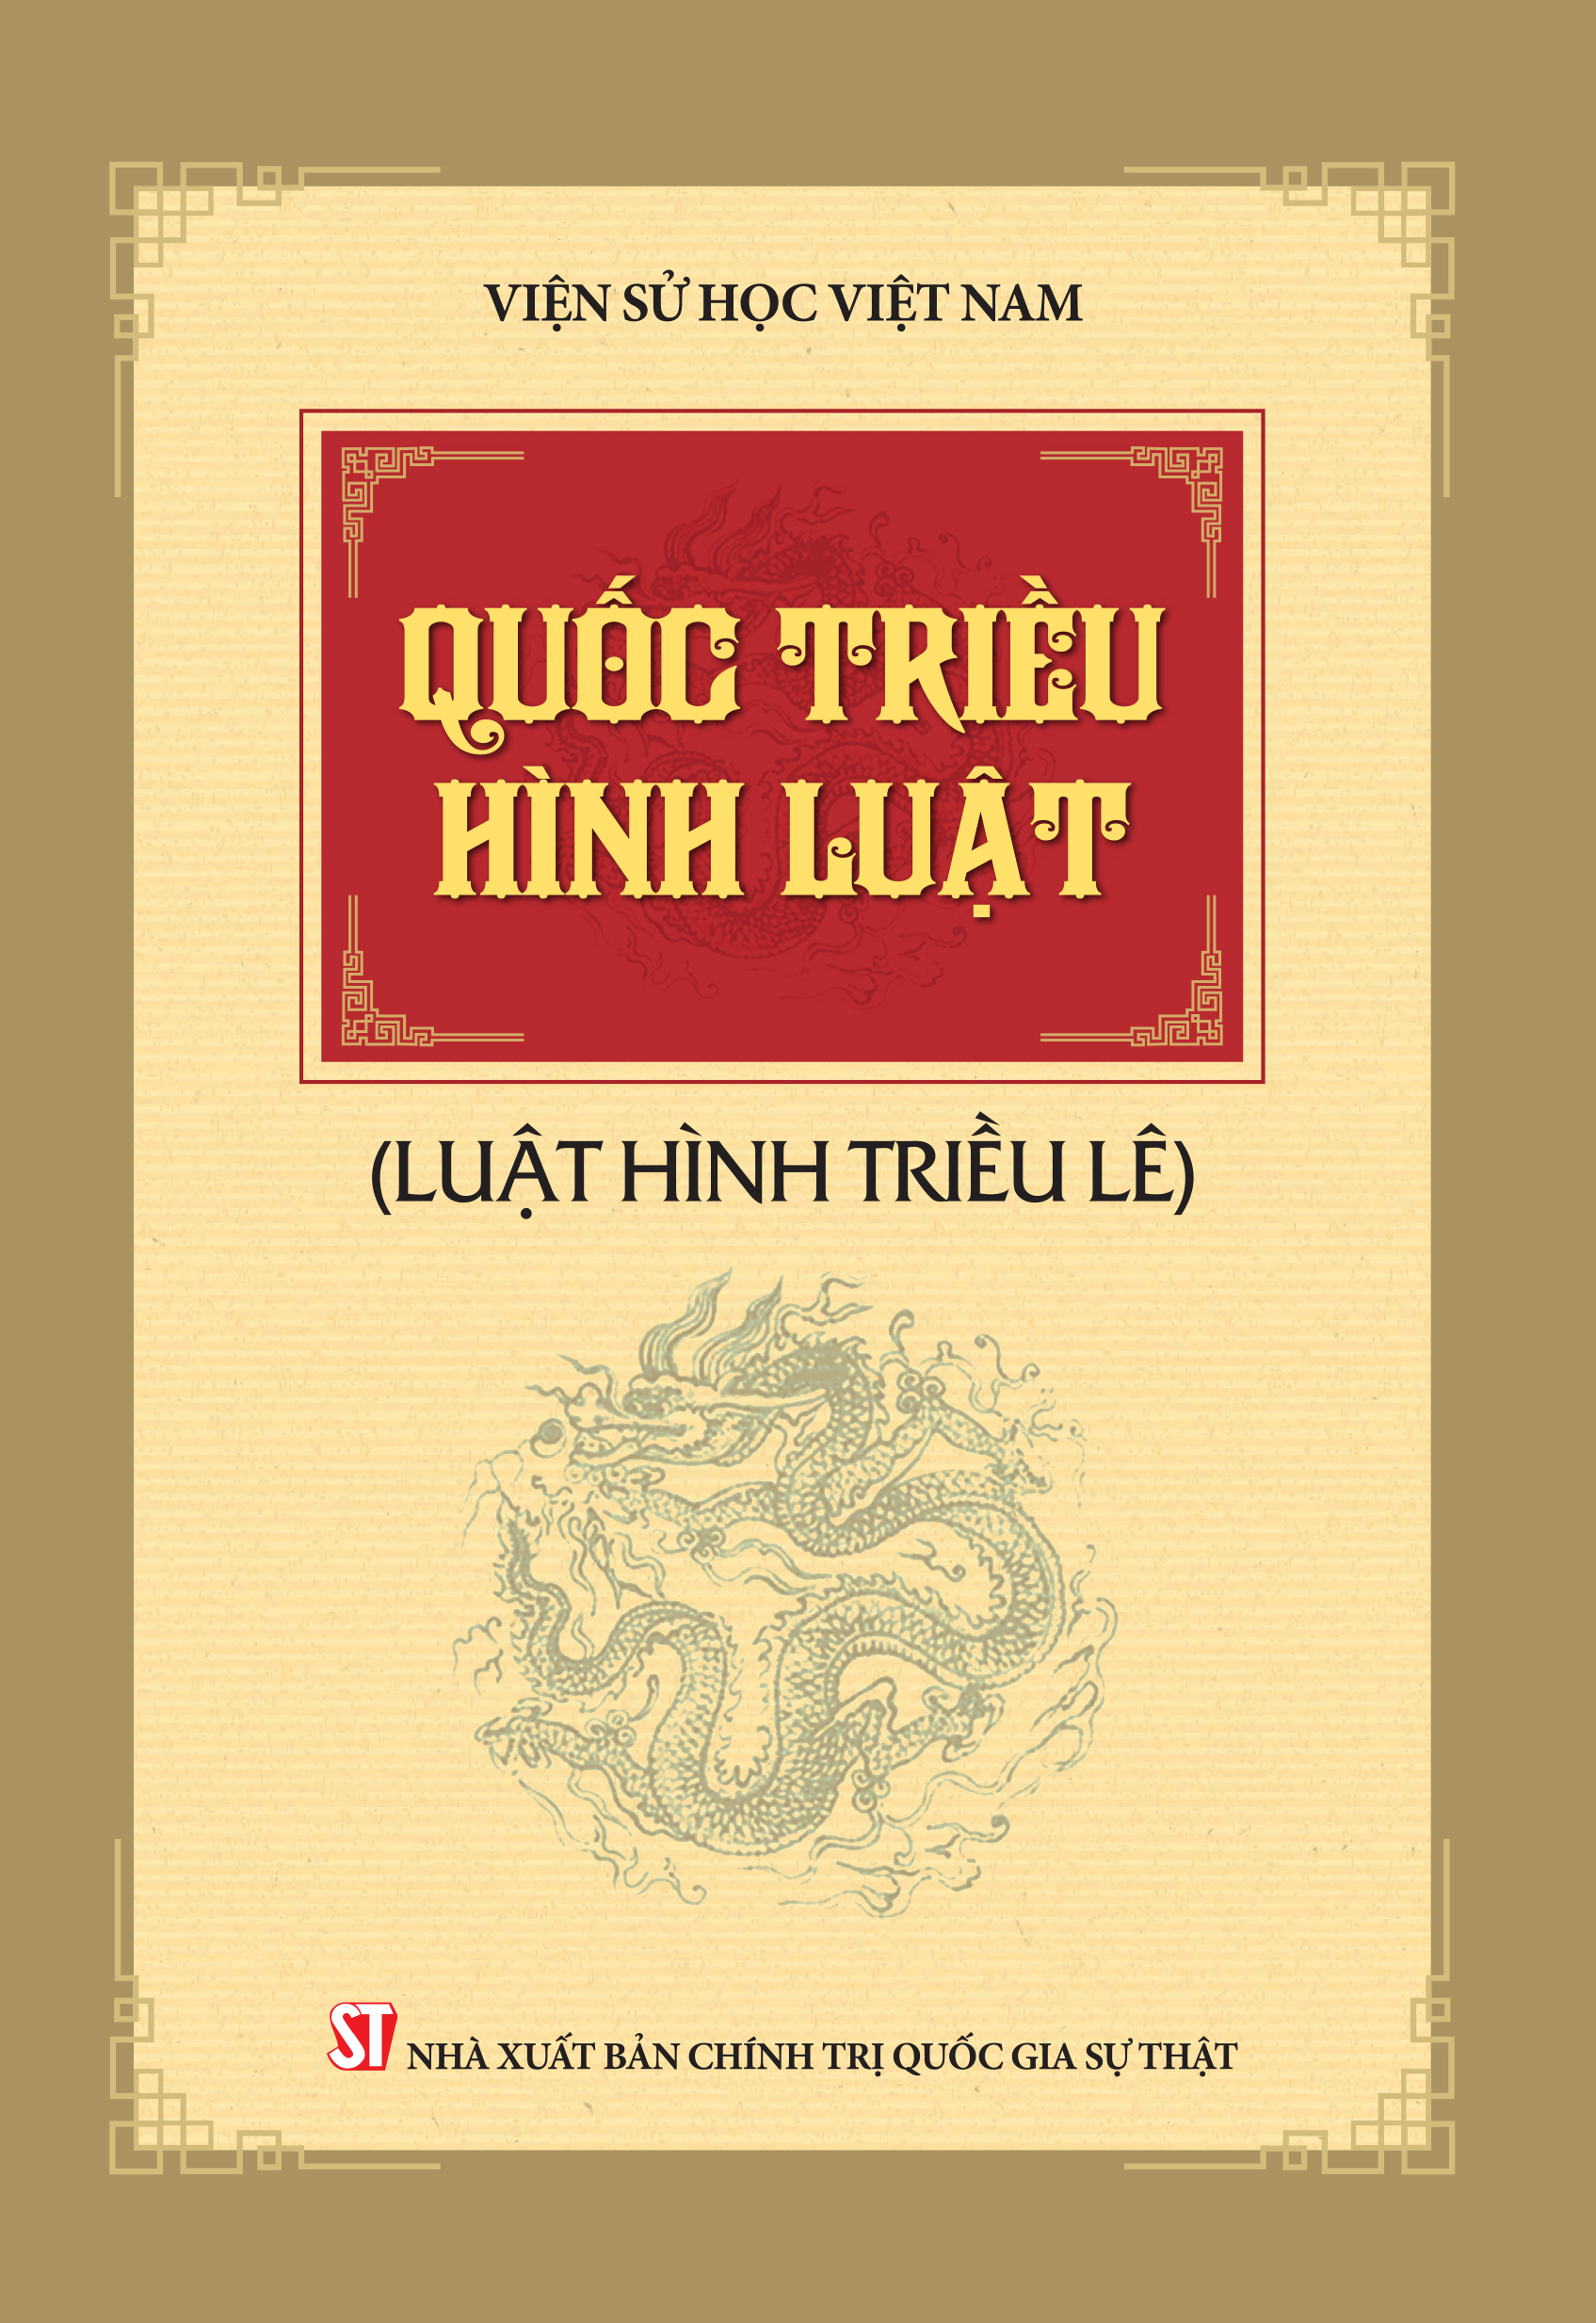 VIỆN SỬ HỌC VIỆT NAM
QUỐC TRIỀU
HÌNH LUẬT
(LUẬT HÌNH TRIỀU LÊ)
ST NHÀ XUẤT BẢN CHÍNH TRỊ QUỐC GIA SỰ THẬT